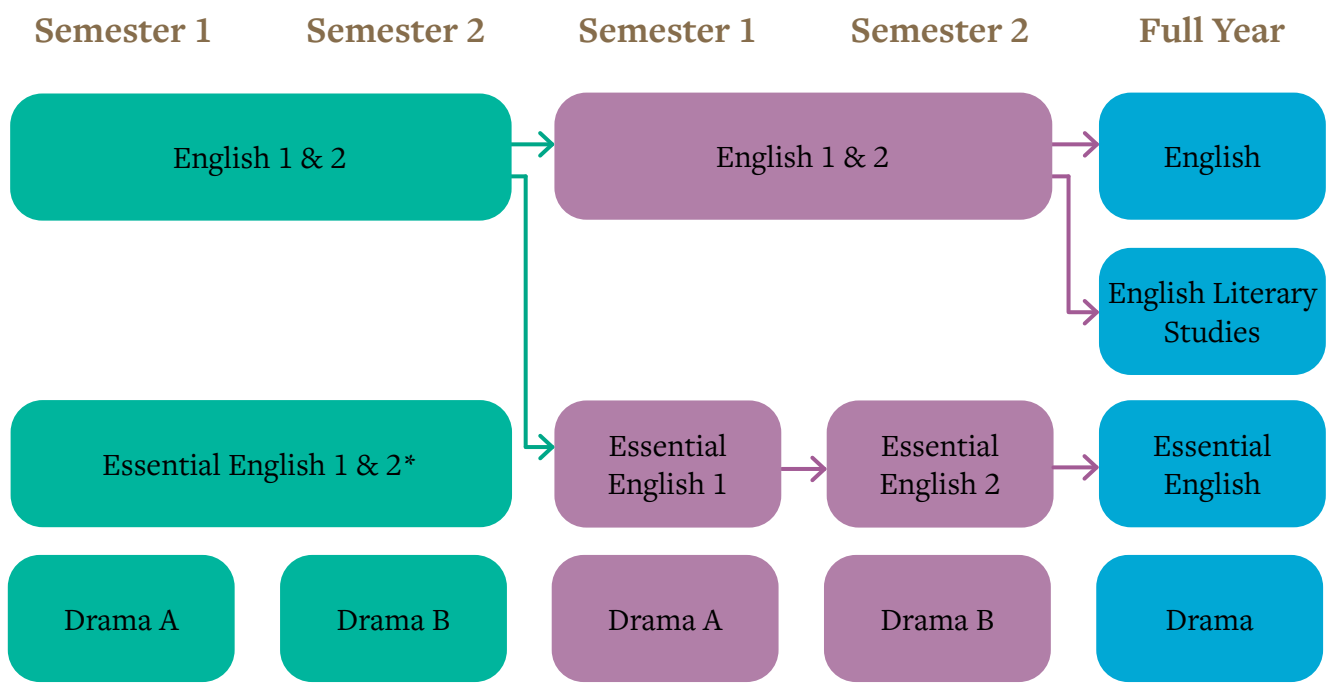 Semester 1 Semester 2 Semester 1 Semester 2 Full Year
English 1 & 2 English 1 & 2 English
English Literary
Studies
Essential English 1 & 2*
Essential
English 1
Essential
English 2
Essential
English
Drama A Drama B Drama A Drama B Drama